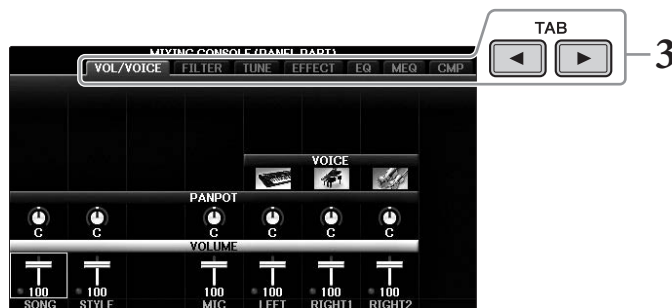 TAB
3
MIXING CONSOLE (PANEL PART)
VOL/VOICE FILTER TUNE EFFECT EQ MEQ CMP
VOICE
PANPOT
C C C C C C
VOLUME
100 100 100 100 100 100
SONG STYLE MIC LEFT RIGHT1 RIGHT2